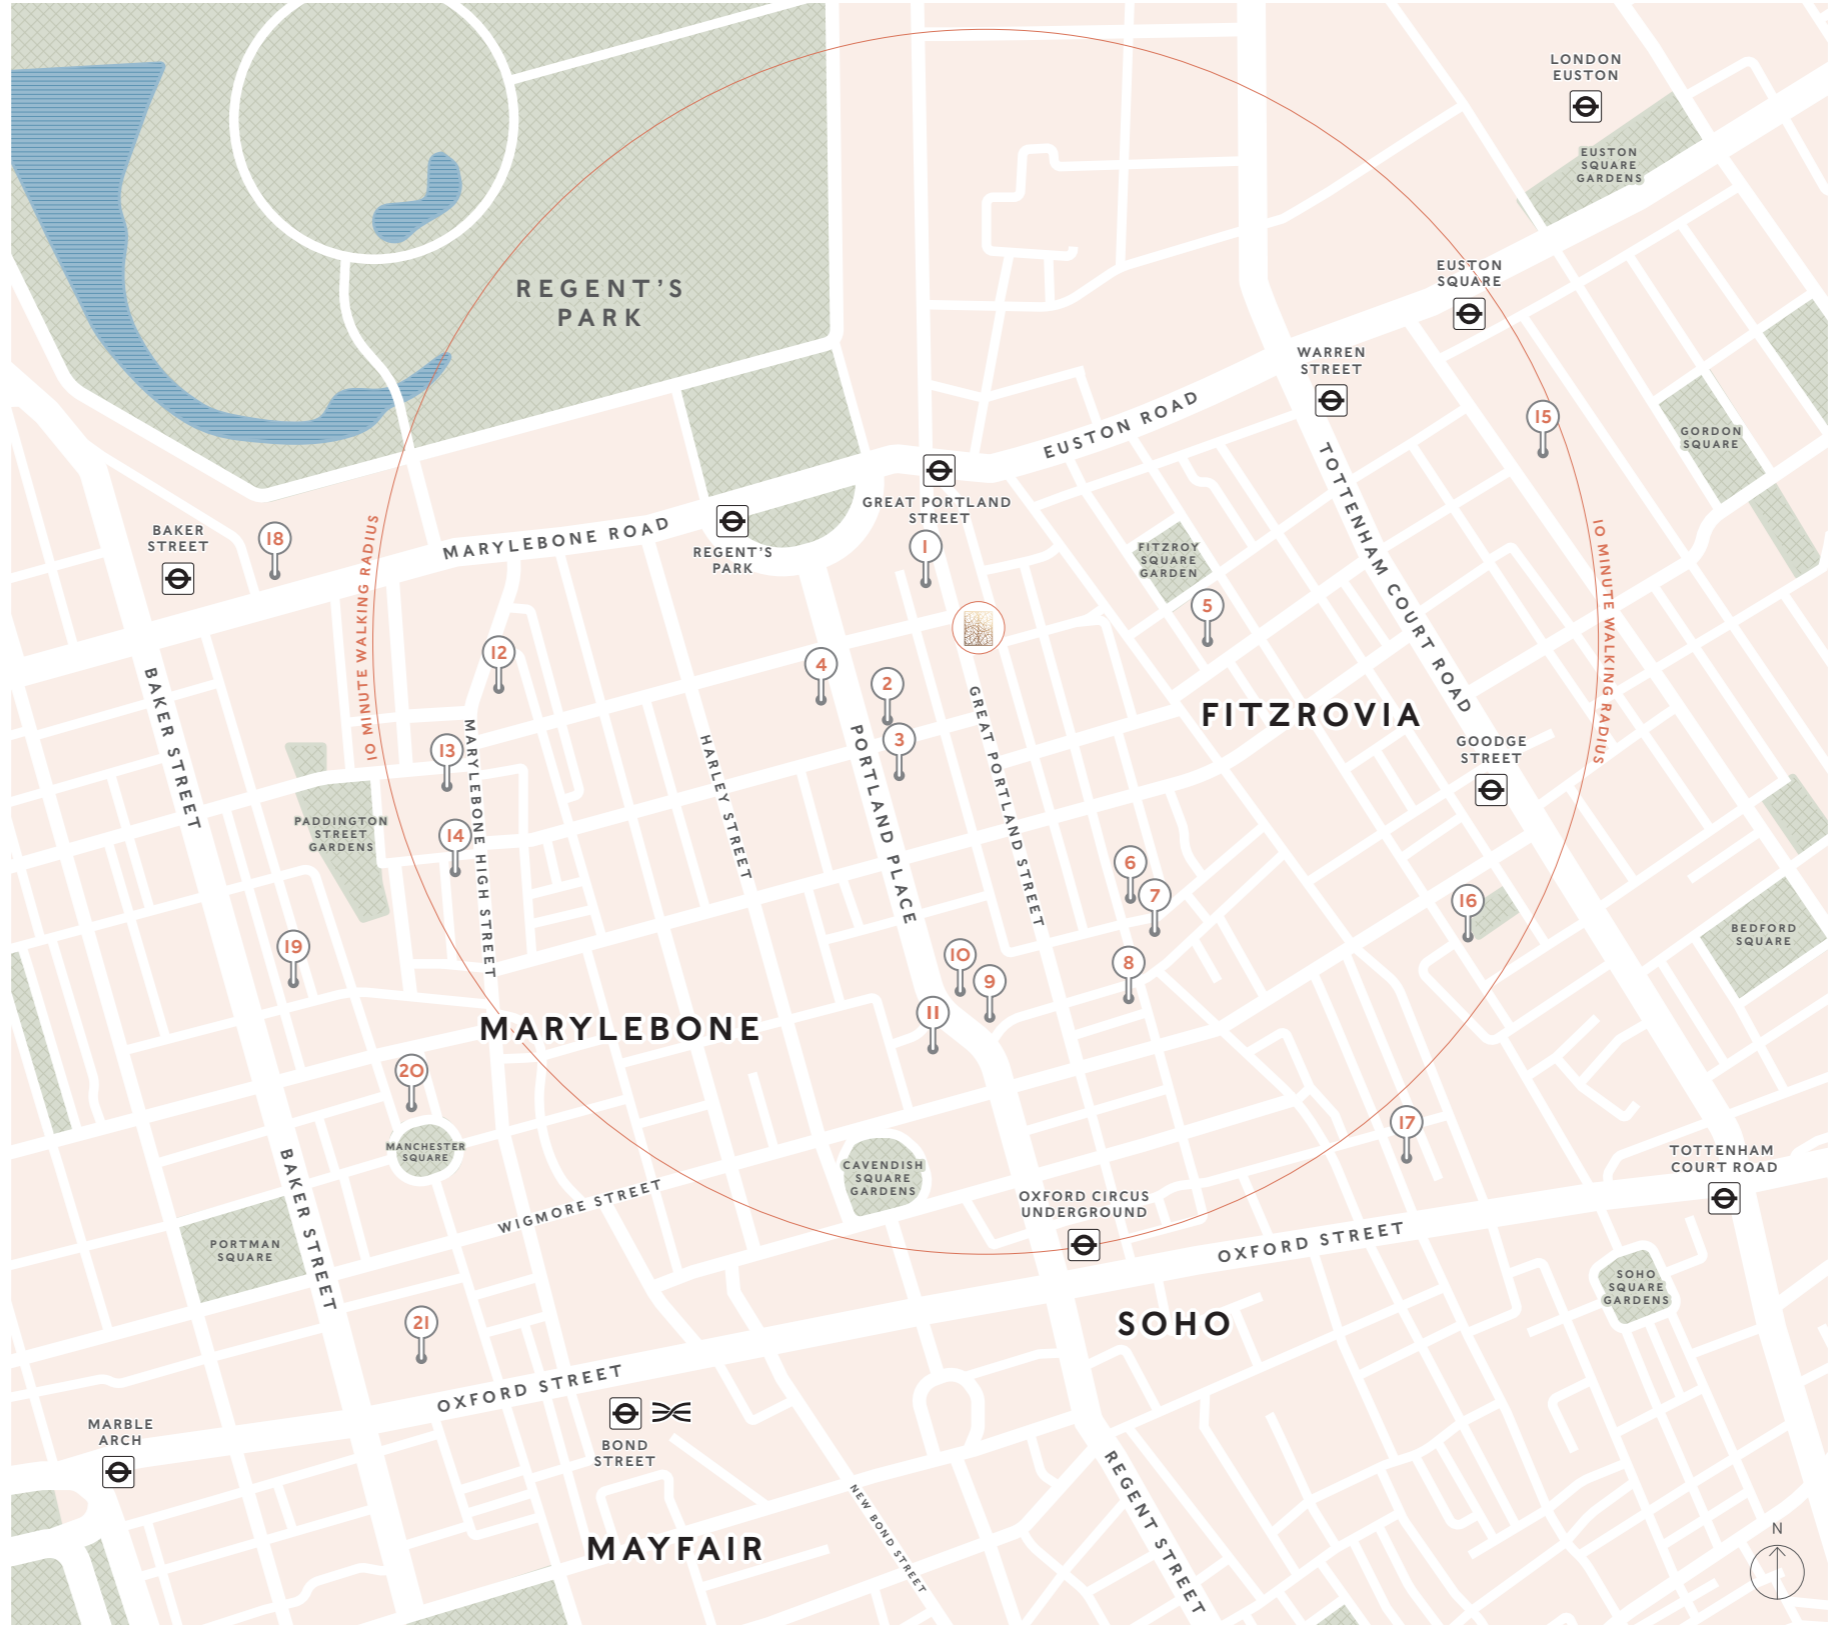 LONDON
EUSTON
EUSTON
SQUARE
GARDENS
REGENT'S
PARK
EUSTON
SQUARE
WARREN
STREET
EUSTON ROAD
15
GORDON
SQUARE
GREAT PORTLAND
STREET
BAKER
STREET
18
MARYLEBONE ROAD
REGENT'S
PARK
1
FITZROY
SQUARE
GARDEN
TOTTENHAM COURT ROAD
10 MINUTE WALKING RADIUS
10 MINUTE WALKING RADIUS
5
12
4
2
3
BAKER STREET
FITZROVIA
13
MARYLEBONE HIGH STREET
HARLEY STREET
PORTLAND PLACE
GREAT PORTLAND STREET
GOODGE
STREET
PADDINGTON
STREET
GARDENS
14
6
7
16
BEDFORD
SQUARE
19
10
9
8
11
MARYLEBONE
20
MANCHESTER
SQUARE
17
TOTTENHAM
COURT ROAD
CAVENDISH
SQUARE
GARDENS
BAKER STREET
WIGMORE STREET
OXFORD CIRCUS
UNDERGROUND
PORTMAN
SQUARE
OXFORD STREET
SOHO
SQUARE
GARDENS
21
SOHO
OXFORD STREET
MARBLE
ARCH
BOND
STREET
NEW BOND STREET
REGENT STREET
MAYFAIR
N